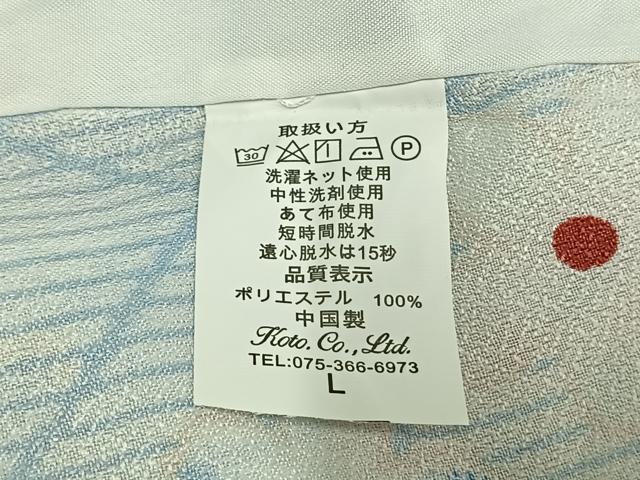 取扱い方
30 P
洗濯ネット使用
中性洗剤使用
あて布使用
短時間脱水
遠心脱水は15秒
品質表示
ポリエステル 100%
中国製
Koto. Co., Ltd.
TEL:075-366-6973
L